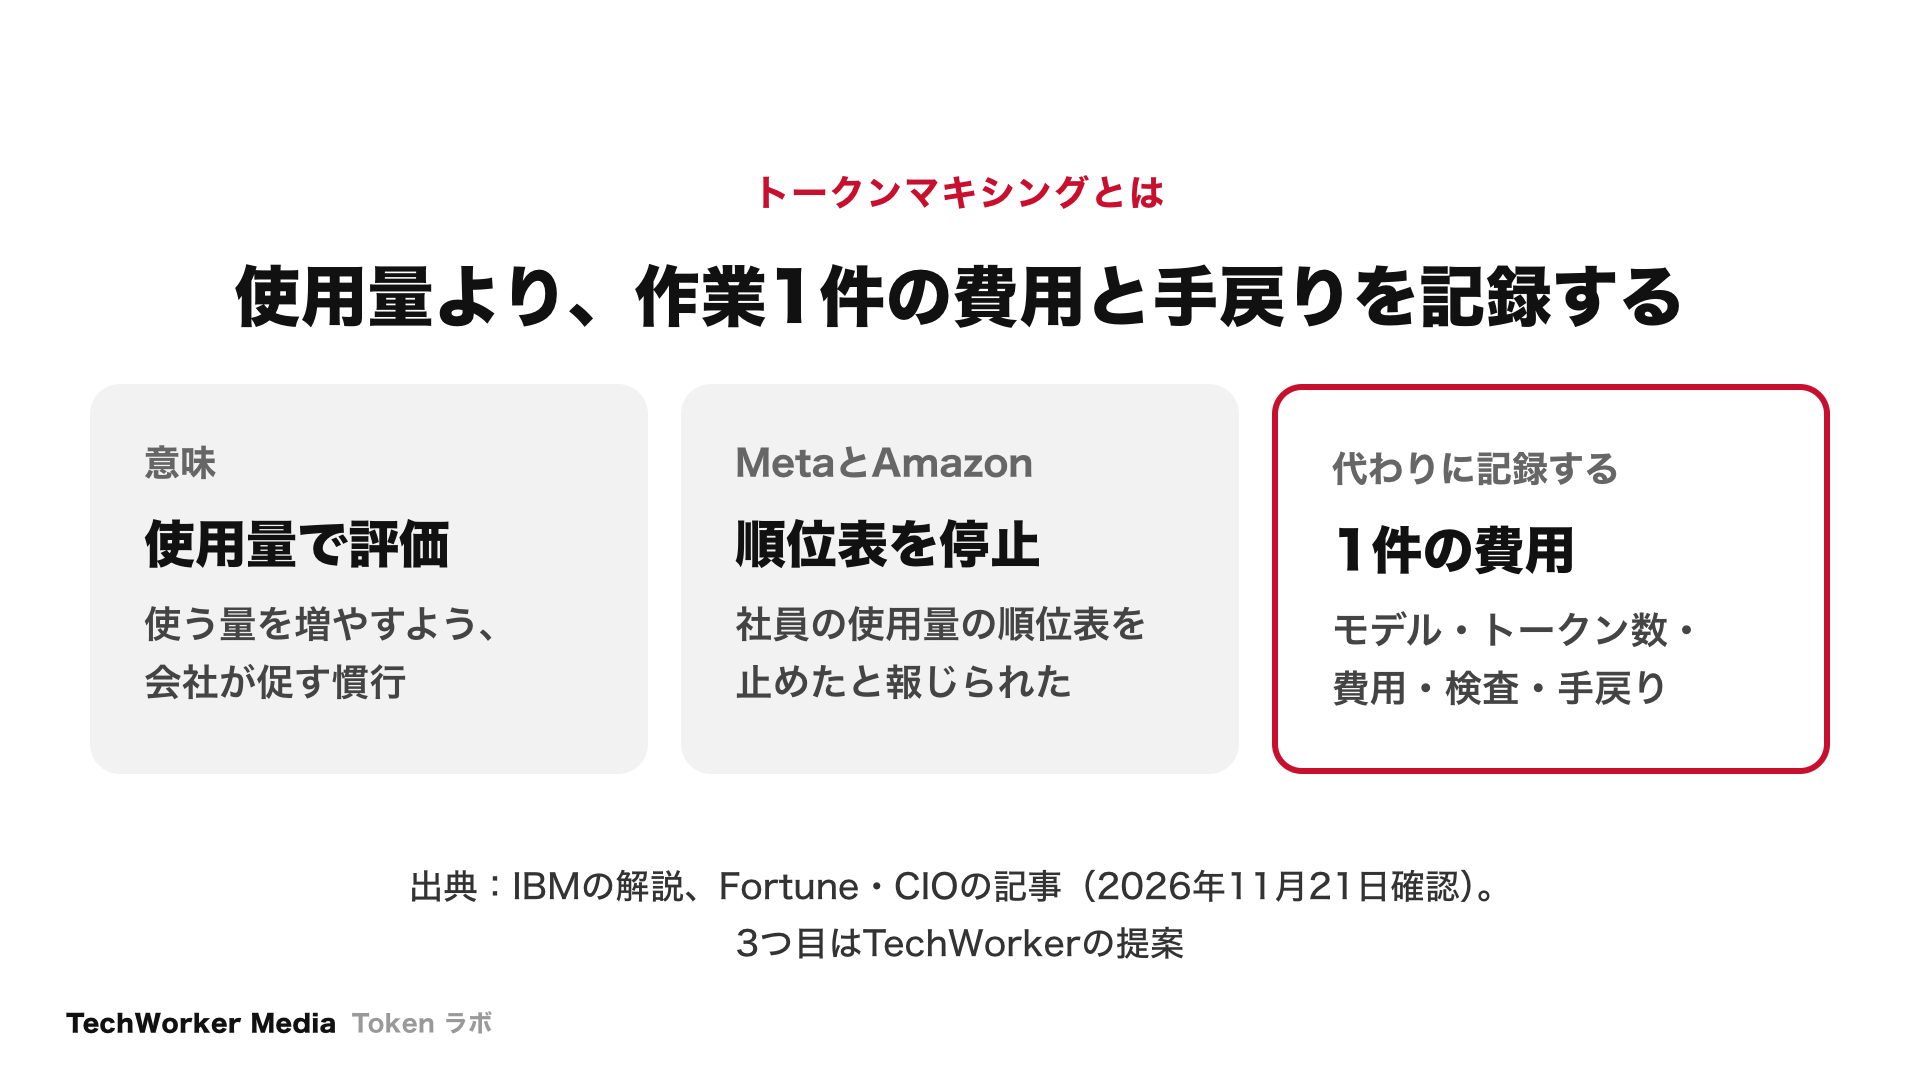 トークンマキシングとは
使用量より、作業1件の費用と手戻りを記録する
意味
使用量で評価
使う量を増やすよう、
会社が促す慣行
MetaとAmazon
順位表を停止
社員の使用量の順位表を
止めたと報じられた
代わりに記録する
1件の費用
モデル・トークン数・
費用・検査・手戻り
出典：IBMの解説、Fortune・CIOの記事（2026年11月21日確認）。
3つ目はTechWorkerの提案
TechWorker Media Token ラボ